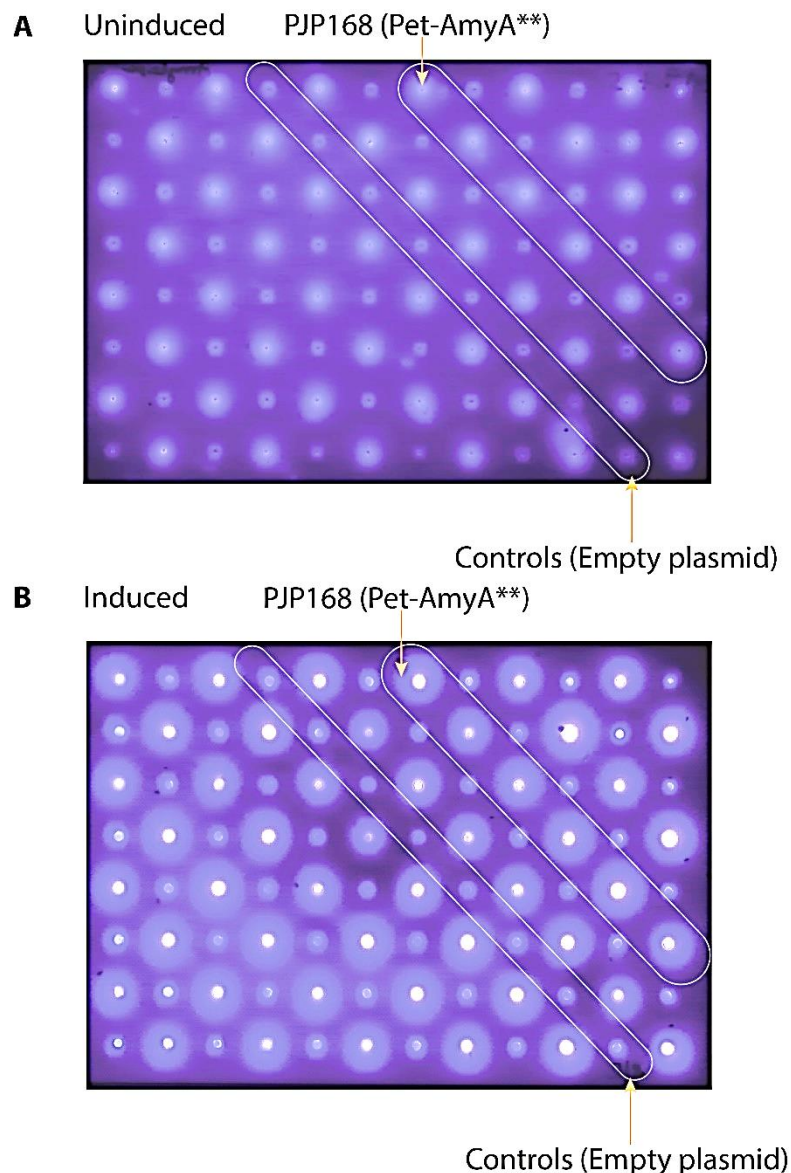 A Uninduced PJP168 (Pet-AmyA**)
Controls (Empty plasmid)
B Induced PJP168 (Pet-AmyA**)
Controls (Empty plasmid)